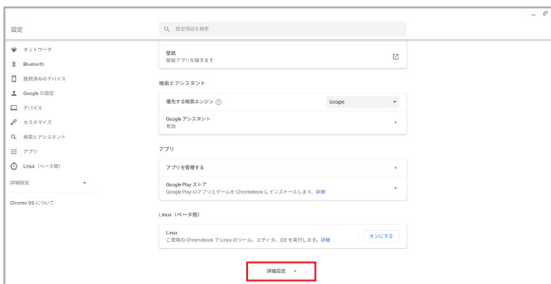 設定
設定項目を検索
ネットワーク
Bluetooth
接続済みのデバイス
Google の設定
デバイス
カスタマイズ
検索とアシスタント
アプリ
Linux（ベータ版）
詳細設定
Chrome OS について
壁紙
壁紙アプリを開きます
検索とアシスタント
優先する検索エンジン
Google
Google アシスタント
有効
アプリ
アプリを管理する
Google Play ストア
Google Play のアプリとゲームを Chromebook にインストールします。詳細
Linux（ベータ版）
Linux
ご使用の Chromebook で Linux のツール、エディタ、IDE を実行します。詳細
オンにする
詳細設定